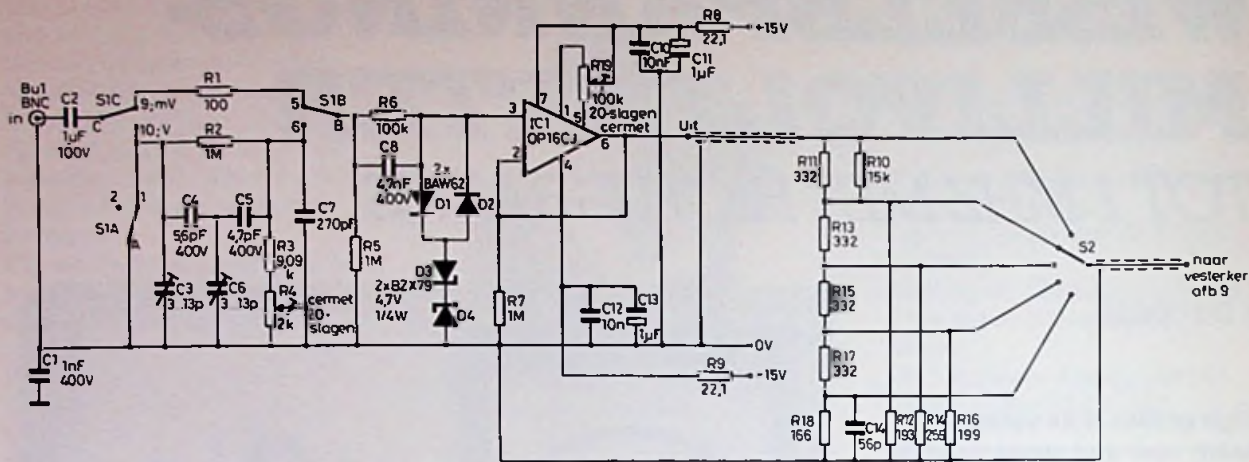 Bu1
BNC
in
C2
1µF
100V
S1C
C
9;mV
10;V
R1
100
R2
1M
5
6
S1B
B
2
1
S1A
A
C4
5,6pF
400V
C5
4,7pF
400V
C3
3..13p
C6
3..13p
R3
9,09
k
R4
2k
cermet
20-
slagen
C7
270pF
C1
1nF
400V
R6
100k
C8
4,7nF
400V
R5
1M
2x
BAW62
D1
D2
D3
2xBZX79
4,7V
1/4W
D4
3
2
7
1
5
4
6
IC1
OP16CJ
R7
1M
R19
100k
20-slagen
cermet
C10
10nF
C11
1µF
R8
22,1
+15V
C12
10n
C13
1µF
R9
22,1
0V
-15V
Uit
R11
332
R10
15k
R13
332
R15
332
R17
332
R18
166
C14
56p
R12
193
R14
255
R16
199
S2
naar
vesterker
afb 9